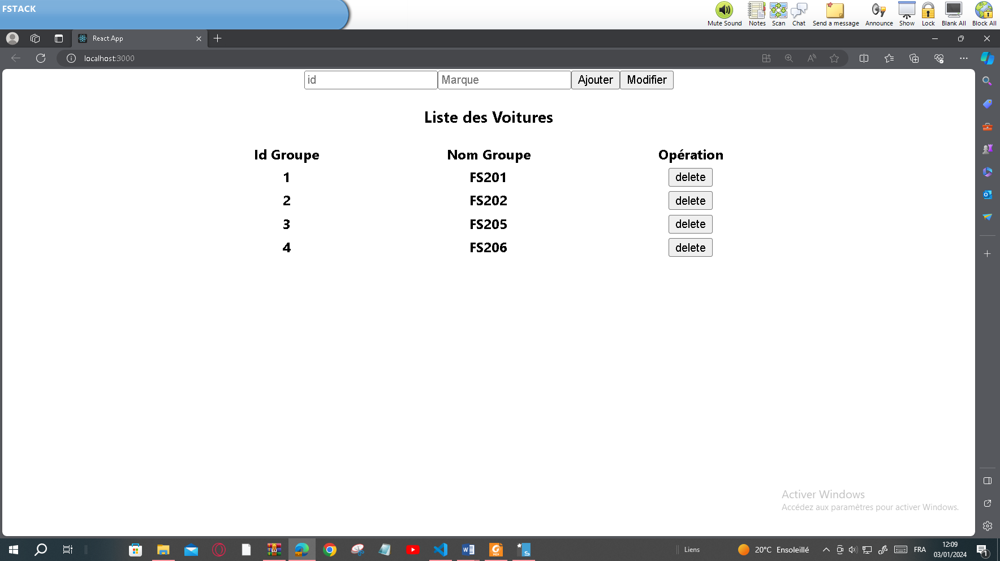 FSTACK
Mute Sound Notes Scan Chat Send a message Announce Show Lock Blank All Block All
React App
localhost:3000
id Marque Ajouter Modifier
Liste des Voitures
Id Groupe Nom Groupe Opération
1 FS201 delete
2 FS202 delete
3 FS205 delete
4 FS206 delete
Activer Windows
Accédez aux paramètres pour activer Windows.
Liens 20°C Ensoleillé FRA 12:09
03/01/2024 1